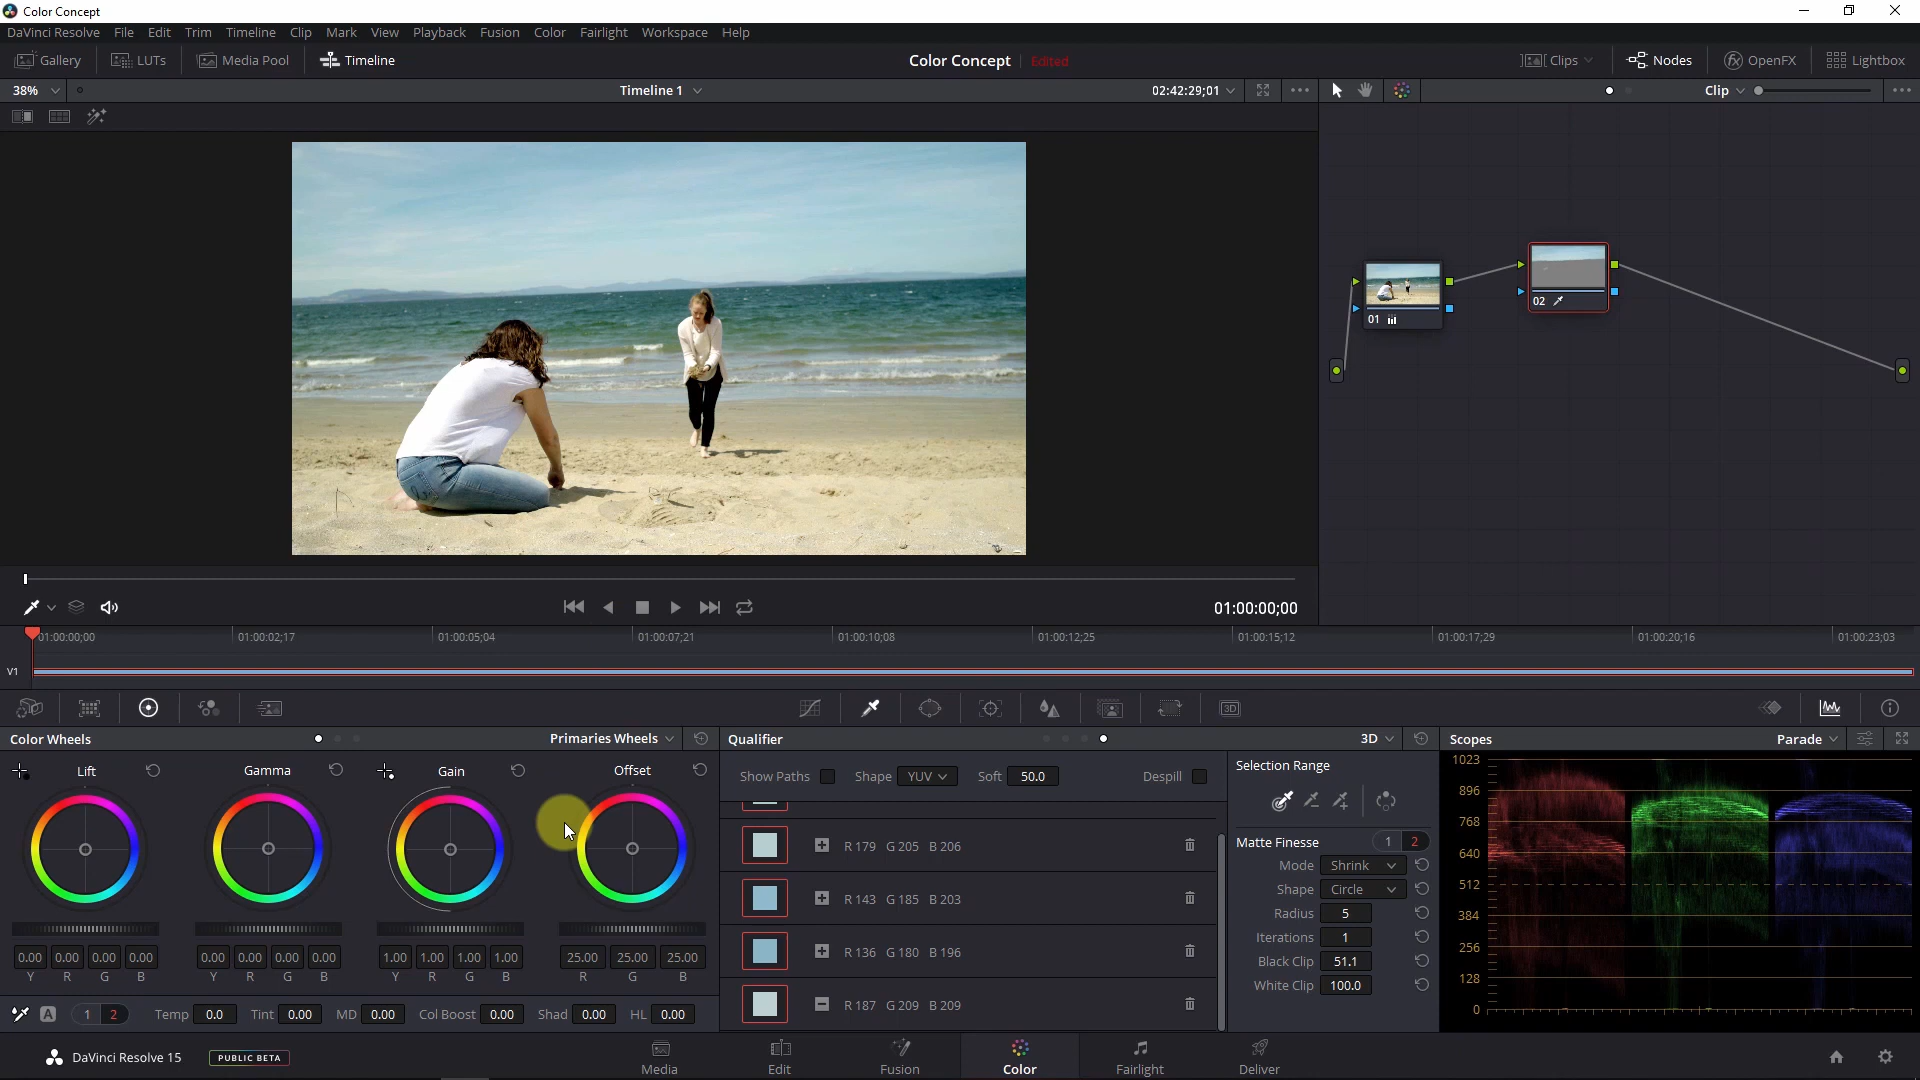 Color Concept
DaVinci Resolve File Edit Trim Timeline Clip Mark View Playback Fusion Color Fairlight Workspace Help
Gallery LUTs Media Pool Timeline Color Concept Edited Clips Nodes OpenFX Lightbox
38% Timeline 1 02:42:29;01 Clip
01
02
01:00:00;00
01:00:00;00 01:00:02;17 01:00:05;04 01:00:07;21 01:00:10;08 01:00:12;25 01:00:15;12 01:00:17;29 01:00:20;16 01:00:23;03
V1
3D
Color Wheels Primaries Wheels
Lift Gamma Gain Offset
0.00 0.00 0.00 0.00 0.00 0.00 0.00 0.00 1.00 1.00 1.00 1.00 25.00 25.00 25.00
Y R G B Y R G B Y R G B R G B
A 1 2 Temp 0.0 Tint 0.00 MD 0.00 Col Boost 0.00 Shad 0.00 HL 0.00
Qualifier 3D
Show Paths Shape YUV Soft 50.0 Despill
R 179 G 205 B 206
R 143 G 185 B 203
R 136 G 180 B 196
R 187 G 209 B 209
Selection Range
Matte Finesse 1 2
Mode Shrink
Shape Circle
Radius 5
Iterations 1
Black Clip 51.1
White Clip 100.0
Scopes Parade
1023
896
768
640
512
384
256
128
0
DaVinci Resolve 15 PUBLIC BETA
Media Edit Fusion Color Fairlight Deliver